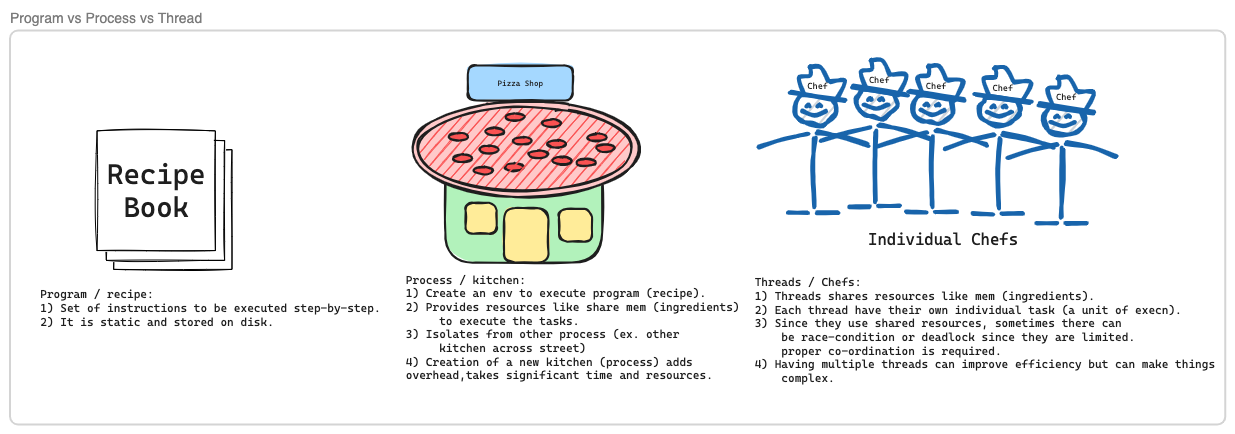 Program vs Process vs Thread
Recipe
Book
Program / recipe:
1) Set of instructions to be executed step-by-step.
2) It is static and stored on disk.
Pizza Shop
Process / kitchen:
1) Create an env to execute program (recipe).
2) Provides resources like share mem (ingredients)
to execute the tasks.
3) Isolates from other process (ex. other
kitchen across street)
4) Creation of a new kitchen (process) adds
overhead,takes significant time and resources.
Chef
Chef
Chef
Chef
Chef
Individual Chefs
Threads / Chefs:
1) Threads shares resources like mem (ingredients).
2) Each thread have their own individual task (a unit of execn).
3) Since they use shared resources, sometimes there can
be race-condition or deadlock since they are limited.
proper co-ordination is required.
4) Having multiple threads can improve efficiency but can make things
complex.